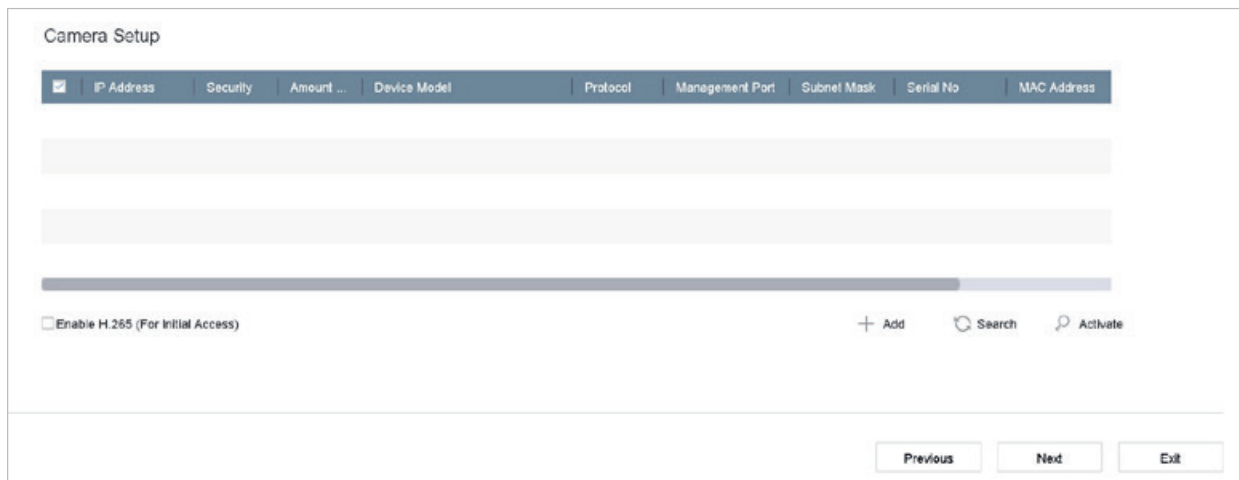 Camera Setup
IP Address Security Amount ... Device Model Protocol Management Port Subnet Mask Serial No MAC Address
Enable H.265 (For Initial Access) Add Search Activate
Previous Next Exit